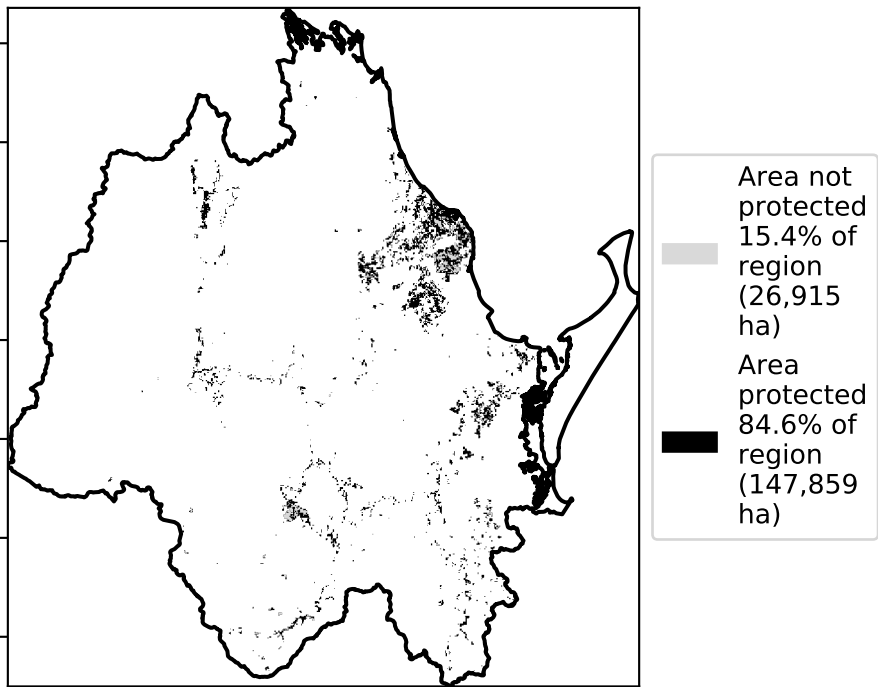 Area not
protected
15.4% of
region
(26,915
ha)
Area
protected
84.6% of
region
(147,859
ha)